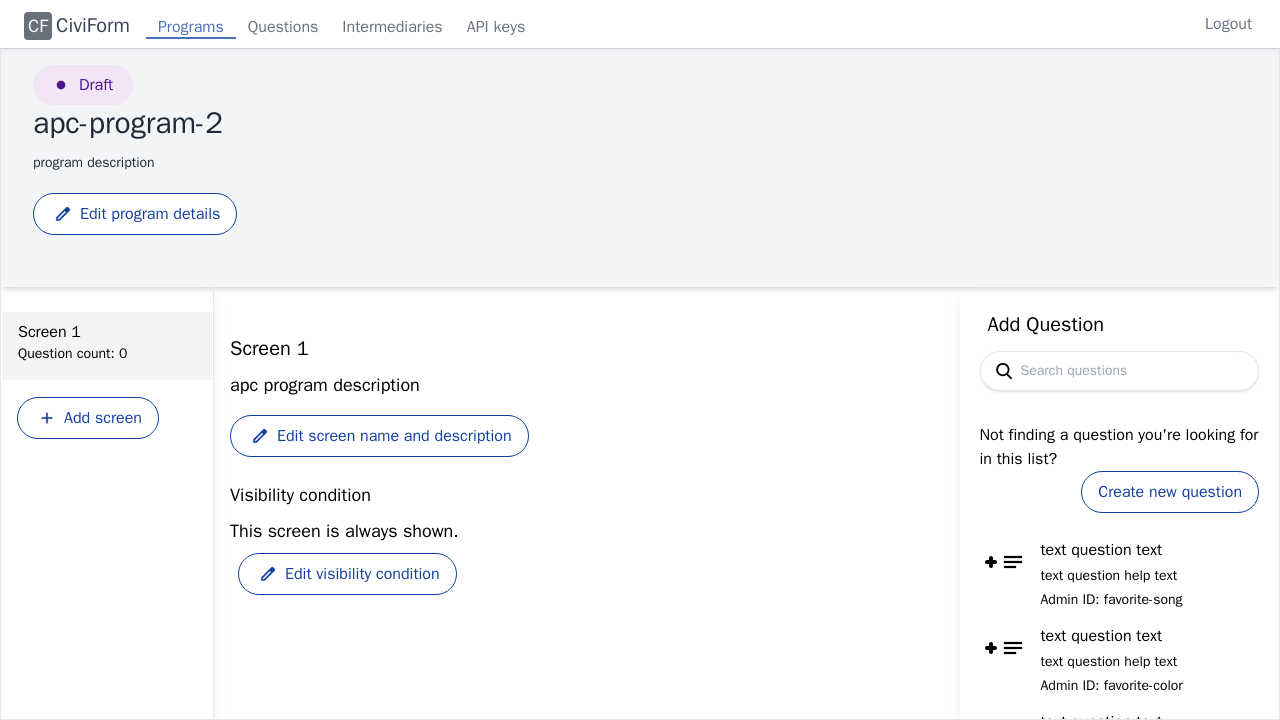 CF CiviForm Programs Questions Intermediaries API keys Logout
Draft
apc-program-2
program description
Edit program details
Screen 1
Question count: 0
Add screen
Screen 1
apc program description
Edit screen name and description
Visibility condition
This screen is always shown.
Edit visibility condition
Add Question
Search questions
Not finding a question you're looking for
in this list?
Create new question
text question text
text question help text
Admin ID: favorite-song
text question text
text question help text
Admin ID: favorite-color